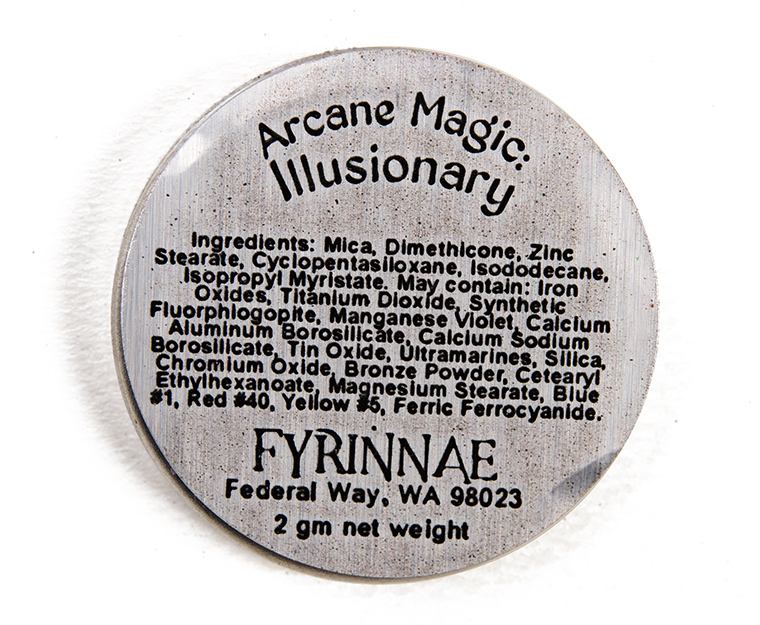 Arcane Magic:
Illusionary
Ingredients: Mica, Dimethicone, Zinc
Stearate, Cyclopentasiloxane, Isododecane,
Isopropyl Myristate. May contain: Iron
Oxides, Titanium Dioxide, Synthetic
Fluorphlogopite, Manganese Violet, Calcium
Aluminum Borosilicate, Calcium Sodium
Borosilicate, Tin Oxide, Ultramarines, Silica,
Chromium Oxide, Bronze Powder, Cetearyl
Ethylhexanoate, Magnesium Stearate, Blue
#1, Red #40, Yellow #5, Ferric Ferrocyanide.
FYRINNAE
Federal Way, WA 98023
2 gm net weight